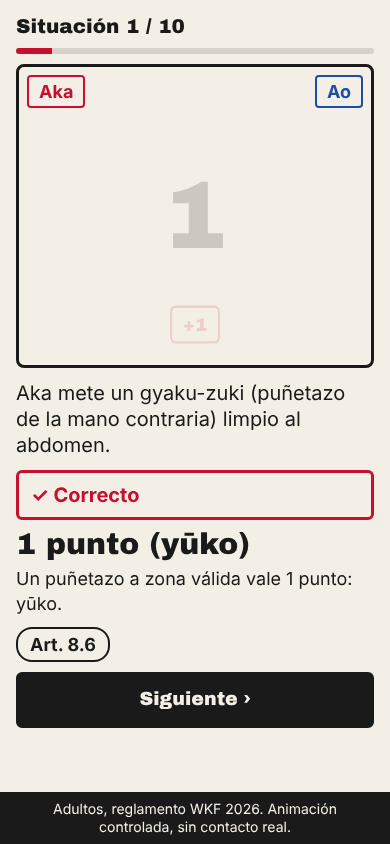 Situación 1 / 10
Aka
Ao
1
+1
Aka mete un gyaku-zuki (puñetazo
de la mano contraria) limpio al
abdomen.
✓ Correcto
1 punto (yūko)
Un puñetazo a zona válida vale 1 punto:
yūko.
Art. 8.6
Siguiente ›
Adultos, reglamento WKF 2026. Animación
controlada, sin contacto real.